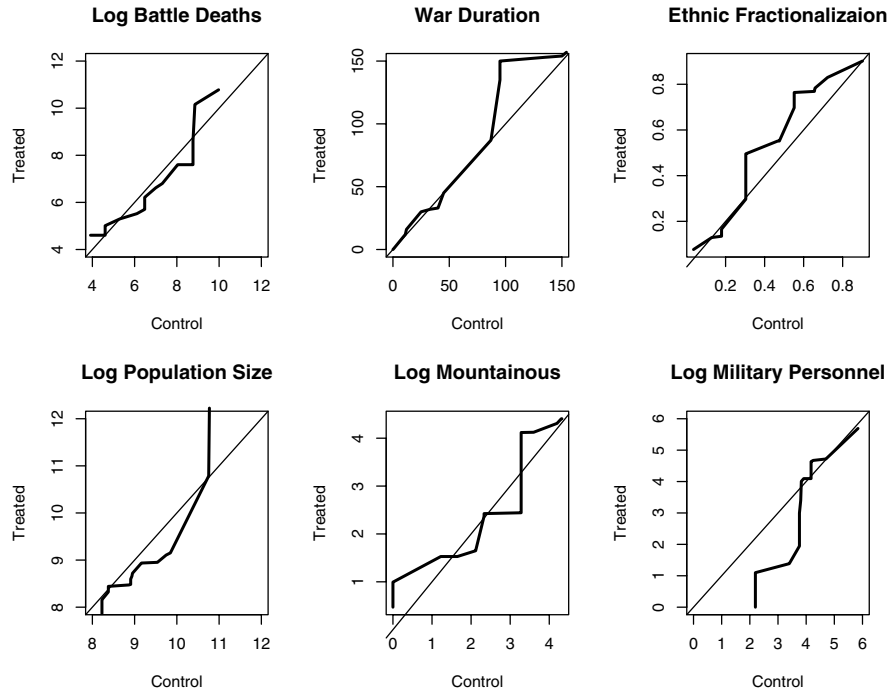 Log Battle Deaths
War Duration
Ethnic Fractionalizaion
Treated
4 6 8 10 12
4 6 8 10 12
Control
Treated
0 50 100 150
0 50 100 150
Control
Treated
0.2 0.4 0.6 0.8
0.2 0.4 0.6 0.8
Control
Log Population Size
Log Mountainous
Log Military Personnel
Treated
8 9 10 11 12
8 9 10 11 12
Control
Treated
1 2 3 4
0 1 2 3 4
Control
Treated
0 1 2 3 4 5 6
0 1 2 3 4 5 6
Control